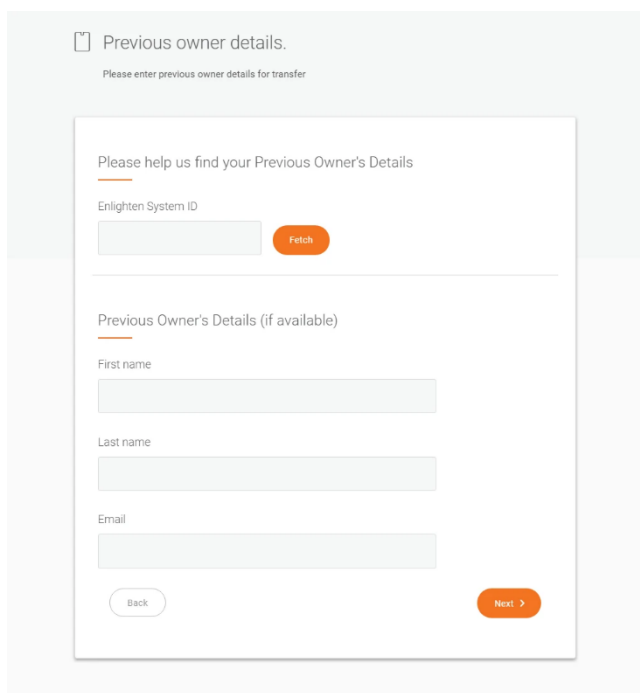 Previous owner details.
Please enter previous owner details for transfer
Please help us find your Previous Owner's Details
Enlighten System ID
Fetch
Previous Owner's Details (if available)
First name
Last name
Email
Back
Next